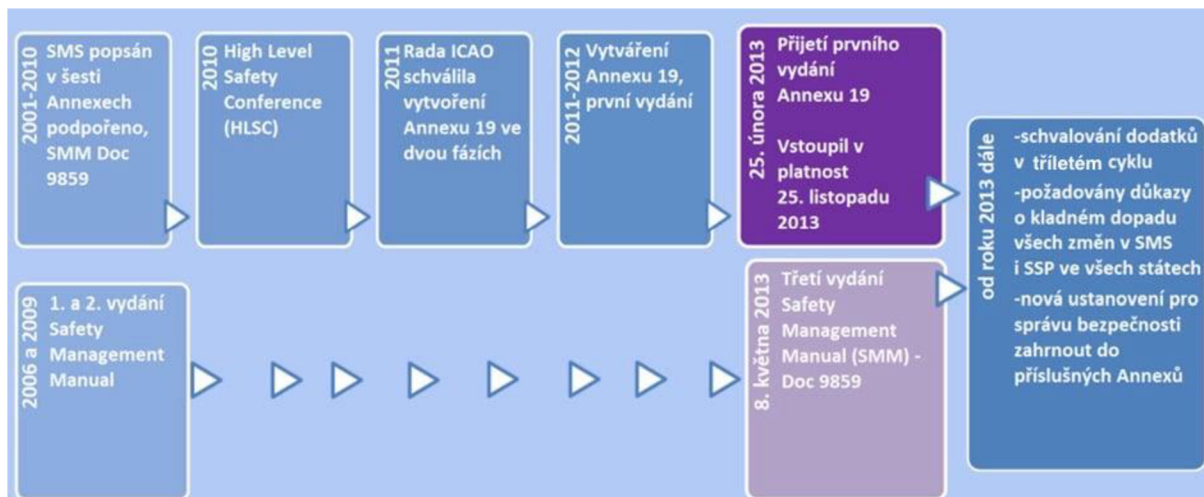 2001-2010
SMS popsán
v šesti
Annexech
podpořeno,
SMM Doc
9859
2010
High Level
Safety
Conference
(HLSC)
2011
Rada ICAO
schválila
vytvoření
Annexu 19 ve
dvou fázích
2011-2012
Vytváření
Annexu 19,
první vydání
25. února 2013
Přijetí prvního
vydání
Annexu 19
Vstoupil v
platnost
25. listopadu
2013
2006 a 2009
1. a 2. vydání
Safety
Management
Manual
8. května 2013
Třetí vydání
Safety
Management
Manual (SMM) -
Doc 9859
od roku 2013 dále
-schvalování dodatků
v tříletém cyklu
-požadovány důkazy
o kladném dopadu
všech změn v SMS
i SSP ve všech státech
-nová ustanovení pro
správu bezpečnosti
zahrnout do
příslušných Annexů